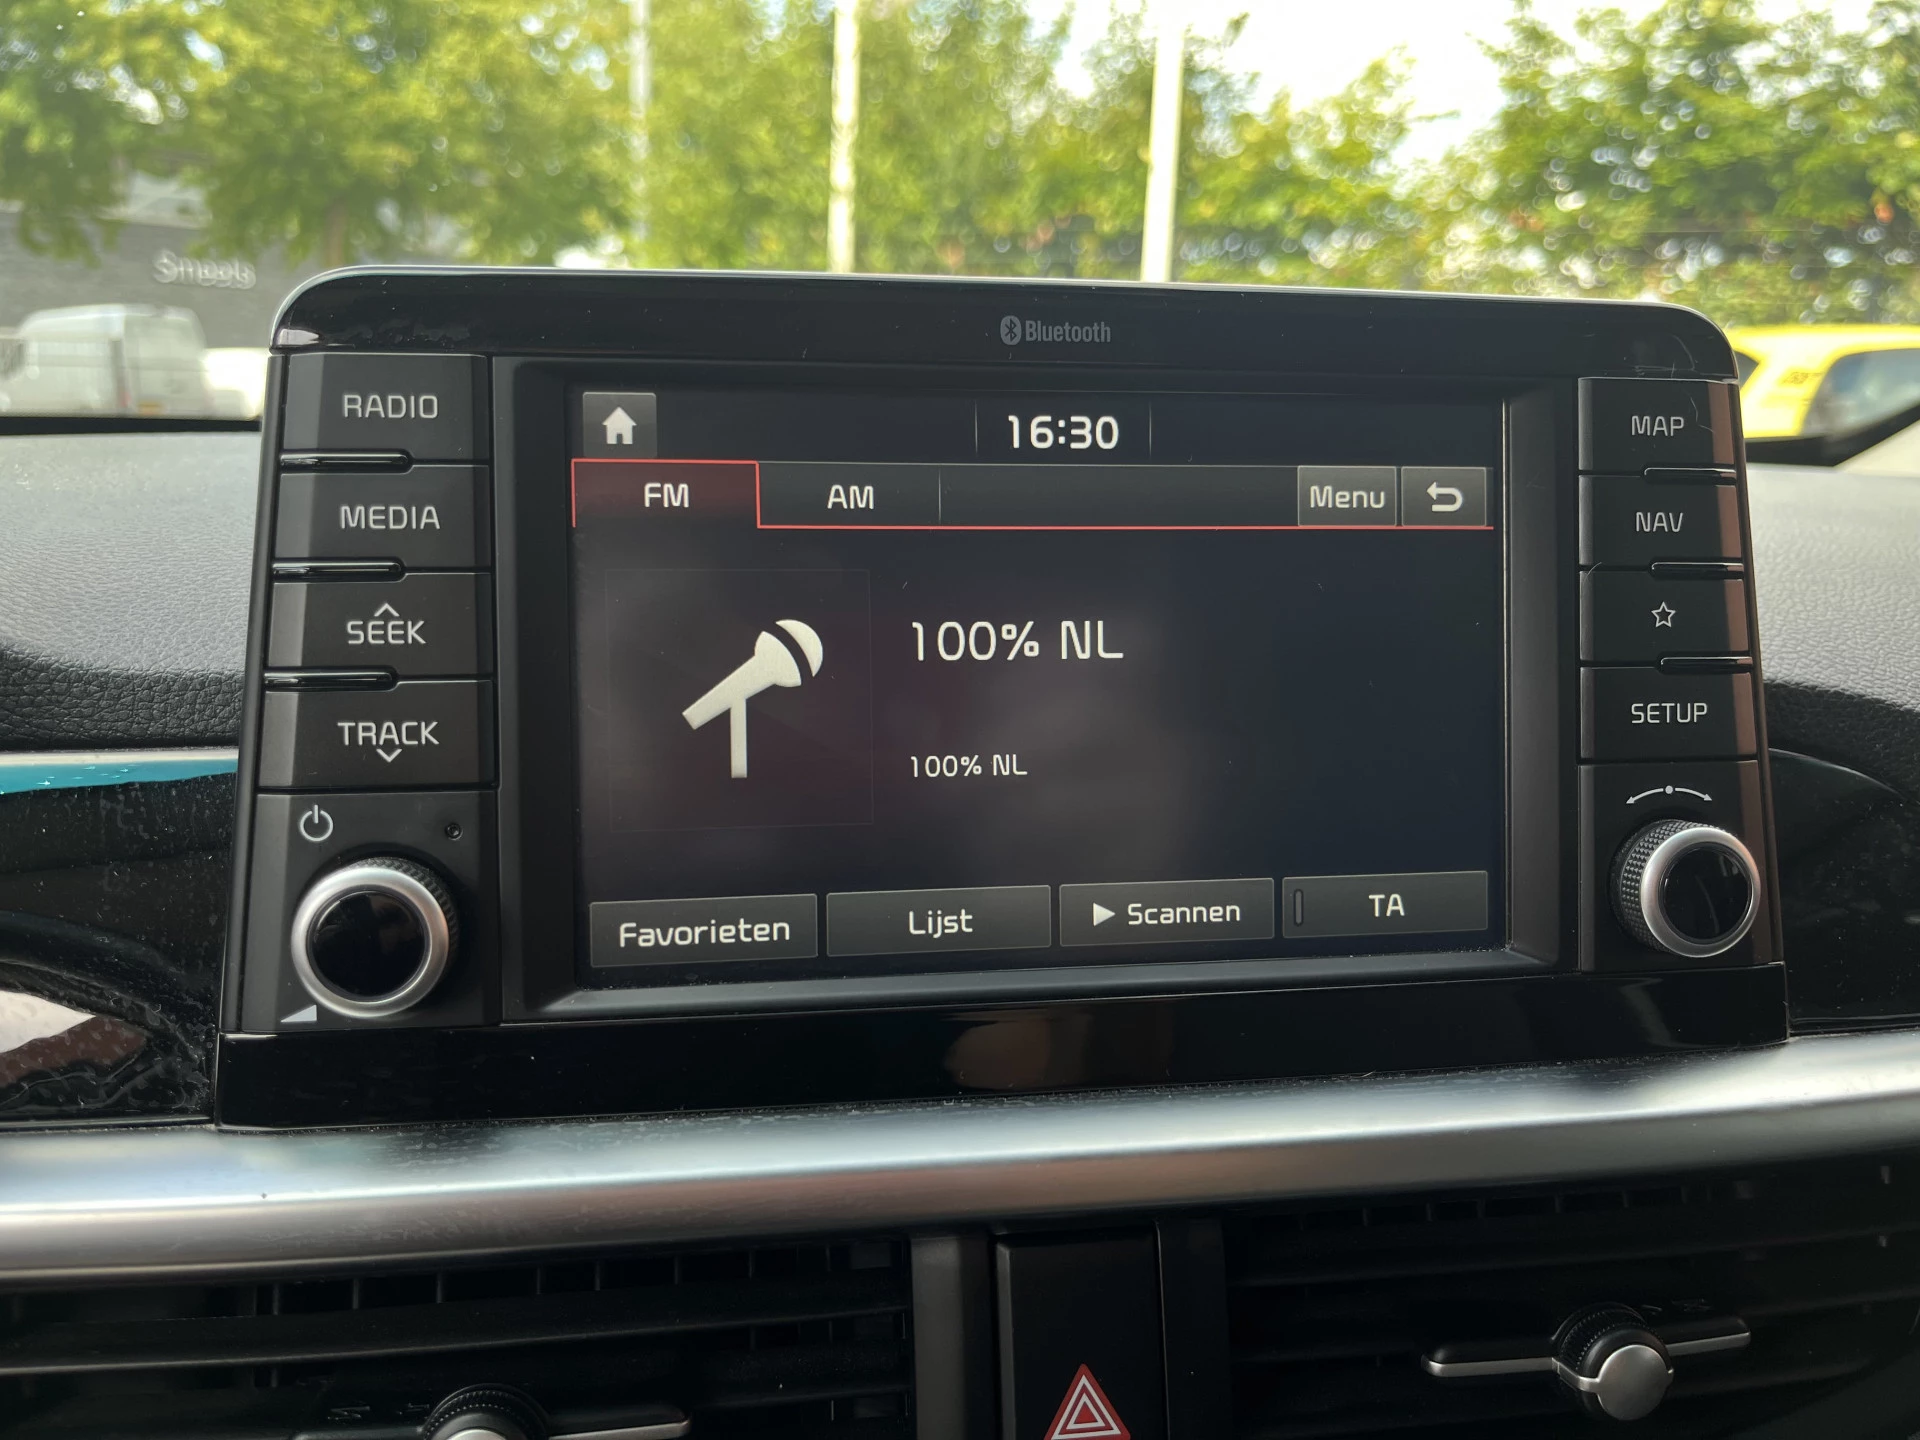 Smeets
Bluetooth
RADIO
MEDIA
SEEK
TRACK
16:30
FM
AM
Menu
100% NL
100% NL
Favorieten
Lijst
Scannen
TA
MAP
NAV
SETUP